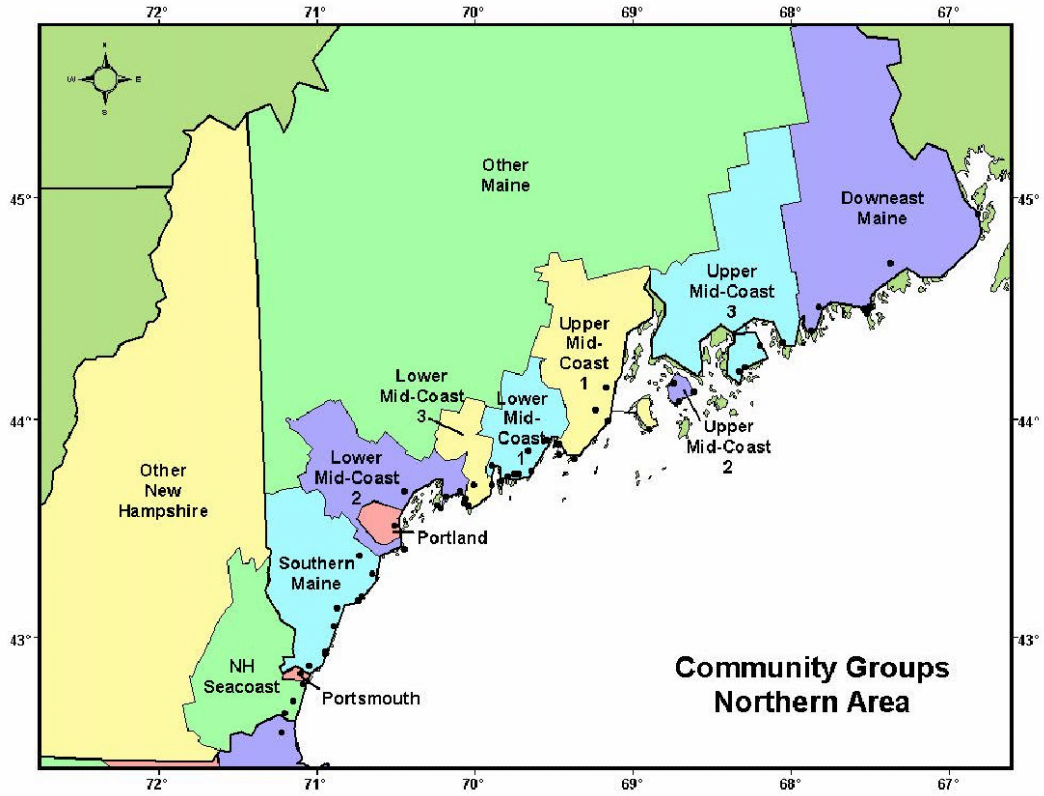 72°
71°
70°
69°
68°
67°
N
W
E
S
Other
Maine
45°
45°
Downeast
Maine
Upper
Mid-Coast
3
Upper
Mid-
Coast
1
Lower
Mid-Coast
3
Lower
Mid-
Coast
1
44°
44°
Upper
Mid-Coast
2
Other
New
Hampshire
Lower
Mid-Coast
2
Portland
Southern
Maine
43°
43°
NH
Seacoast
Portsmouth
Community Groups
Northern Area
72°
71°
70°
69°
68°
67°